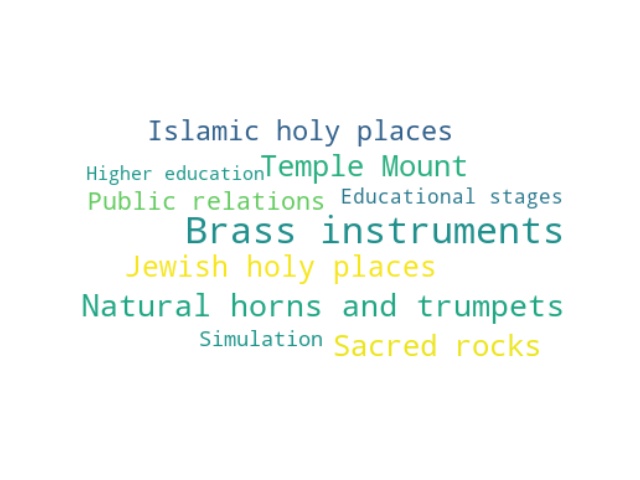 Islamic holy places
Higher education Temple Mount
Public relations Educational stages
Brass instruments
Jewish holy places
Natural horns and trumpets
Simulation Sacred rocks